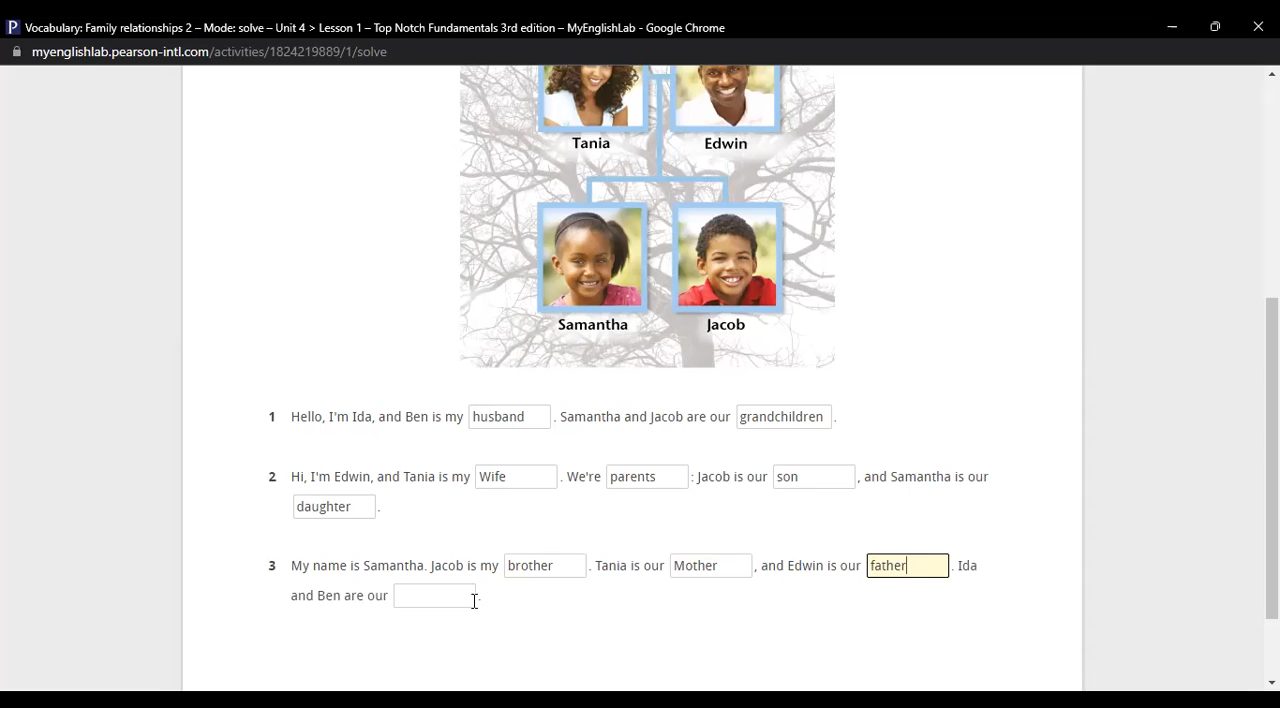 Vocabulary: Family relationships 2 – Mode: solve – Unit 4 > Lesson 1 – Top Notch Fundamentals 3rd edition – MyEnglishLab - Google Chrome
myenglishlab.pearson-intl.com/activities/1824219889/1/solve
Tania Edwin
Samantha Jacob
1 Hello, I'm Ida, and Ben is my husband . Samantha and Jacob are our grandchildren .
2 Hi, I'm Edwin, and Tania is my Wife . We're parents : Jacob is our son , and Samantha is our
daughter .
3 My name is Samantha. Jacob is my brother . Tania is our Mother , and Edwin is our father . Ida
and Ben are our .